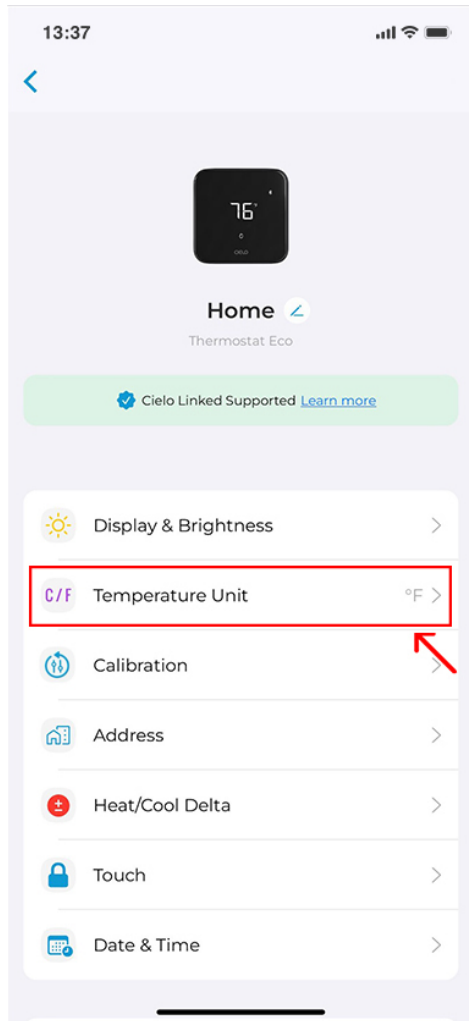 13:37
76°
CIELO
Home
Thermostat Eco
Cielo Linked Supported Learn more
Display & Brightness
C/F Temperature Unit °F
Calibration
Address
Heat/Cool Delta
Touch
Date & Time